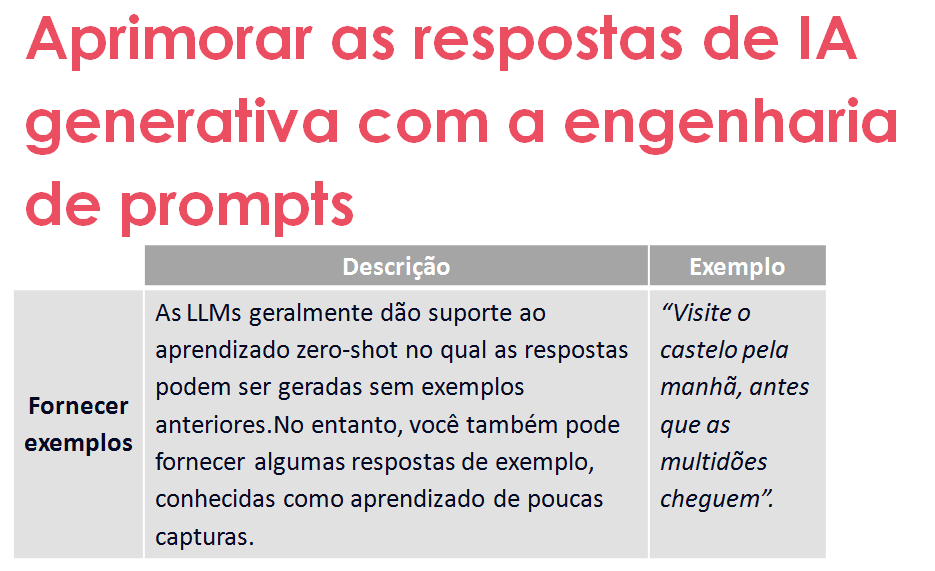 Aprimorar as respostas de IA
generativa com a engenharia
de prompts
Descrição
Exemplo
Fornecer
exemplos
As LLMs geralmente dão suporte ao
aprendizado zero-shot no qual as respostas
podem ser geradas sem exemplos
anteriores.No entanto, você também pode
fornecer algumas respostas de exemplo,
conhecidas como aprendizado de poucas
capturas.
“Visite o
castelo pela
manhã, antes
que as
multidões
cheguem”.